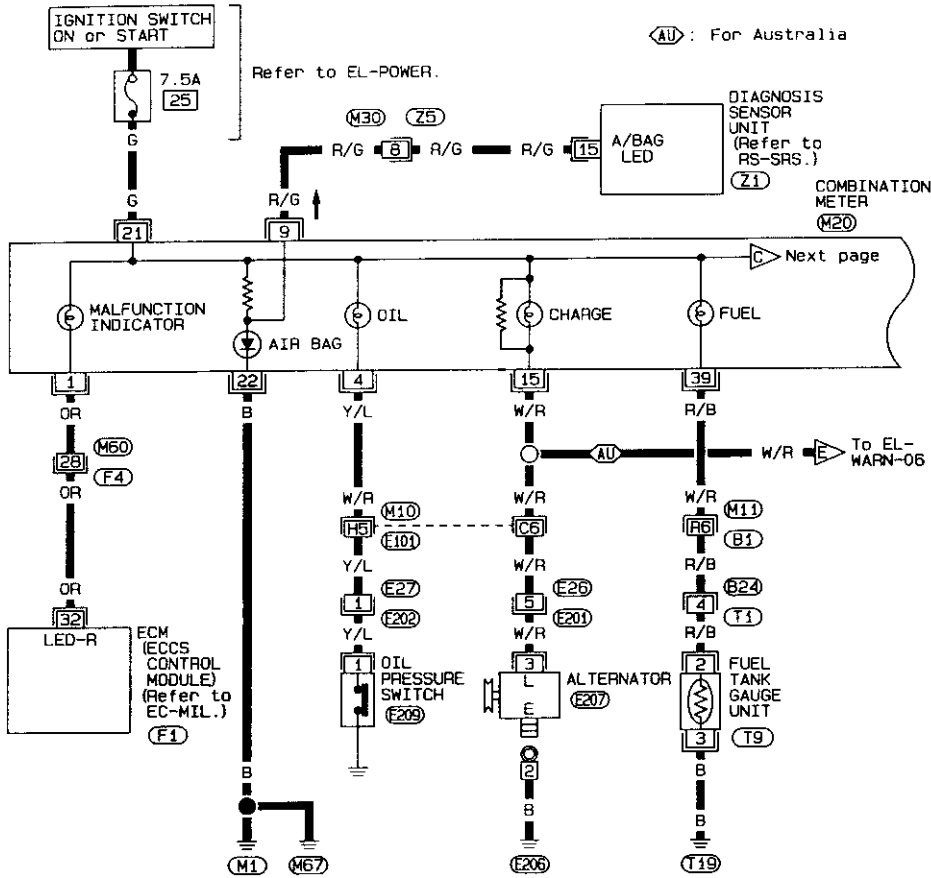 IGNITION SWITCH
ON or START
7.5A
25
Refer to EL-POWER.
AU : For Australia
G
G
M30
Z5
R/G
8
R/G
R/G
15
A/BAG
LED
DIAGNOSIS
SENSOR
UNIT
(Refer to
RS-SRS.)
Z1
R/G
COMBINATION
METER
M20
21
9
C
Next page
MALFUNCTION
INDICATOR
AIR BAG
OIL
CHARGE
FUEL
1
22
4
15
39
OR
B
Y/L
W/R
R/B
M60
28
F4
OR
AU
W/R
E
To EL-
WARN-06
W/R
M10
H5
E101
Y/L
W/R
C6
W/R
W/R
M11
R6
B1
R/B
E27
1
E202
Y/L
E26
5
E201
W/R
B24
4
T1
R/B
OR
32
LED-R
ECM
(ECCS
CONTROL
MODULE)
(Refer to
EC-MIL.)
F1
1
OIL
PRESSURE
SWITCH
E209
3
L
E
ALTERNATOR
E207
2
FUEL
TANK
GAUGE
UNIT
3
T9
2
B
B
B
B
M1
M67
E206
T19